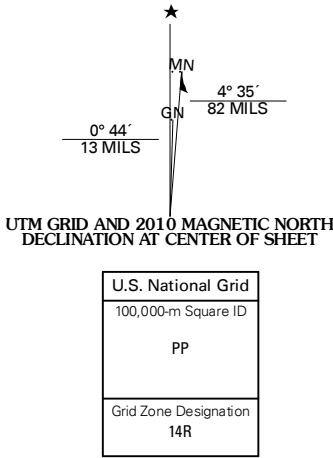 ★
MN
4° 35´
82 MILS
GN
0° 44´
13 MILS
UTM GRID AND 2010 MAGNETIC NORTH
DECLINATION AT CENTER OF SHEET
U.S. National Grid
100,000-m Square ID
PP
Grid Zone Designation
14R